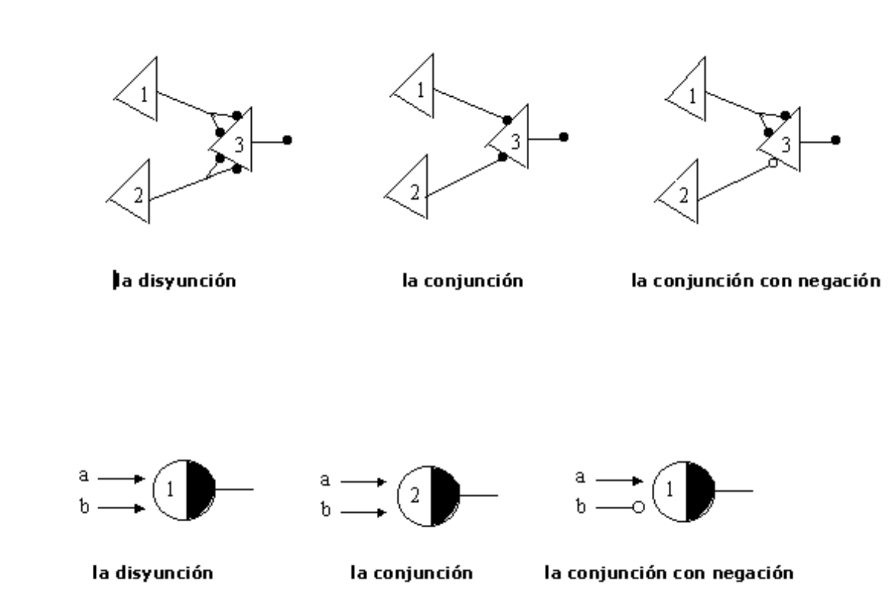 1
1
1
3
3
3
2
2
2
la disyunción
la conjunción
la conjunción con negación
a
1
a
2
a
1
b
b
b
la disyunción
la conjunción
la conjunción con negación